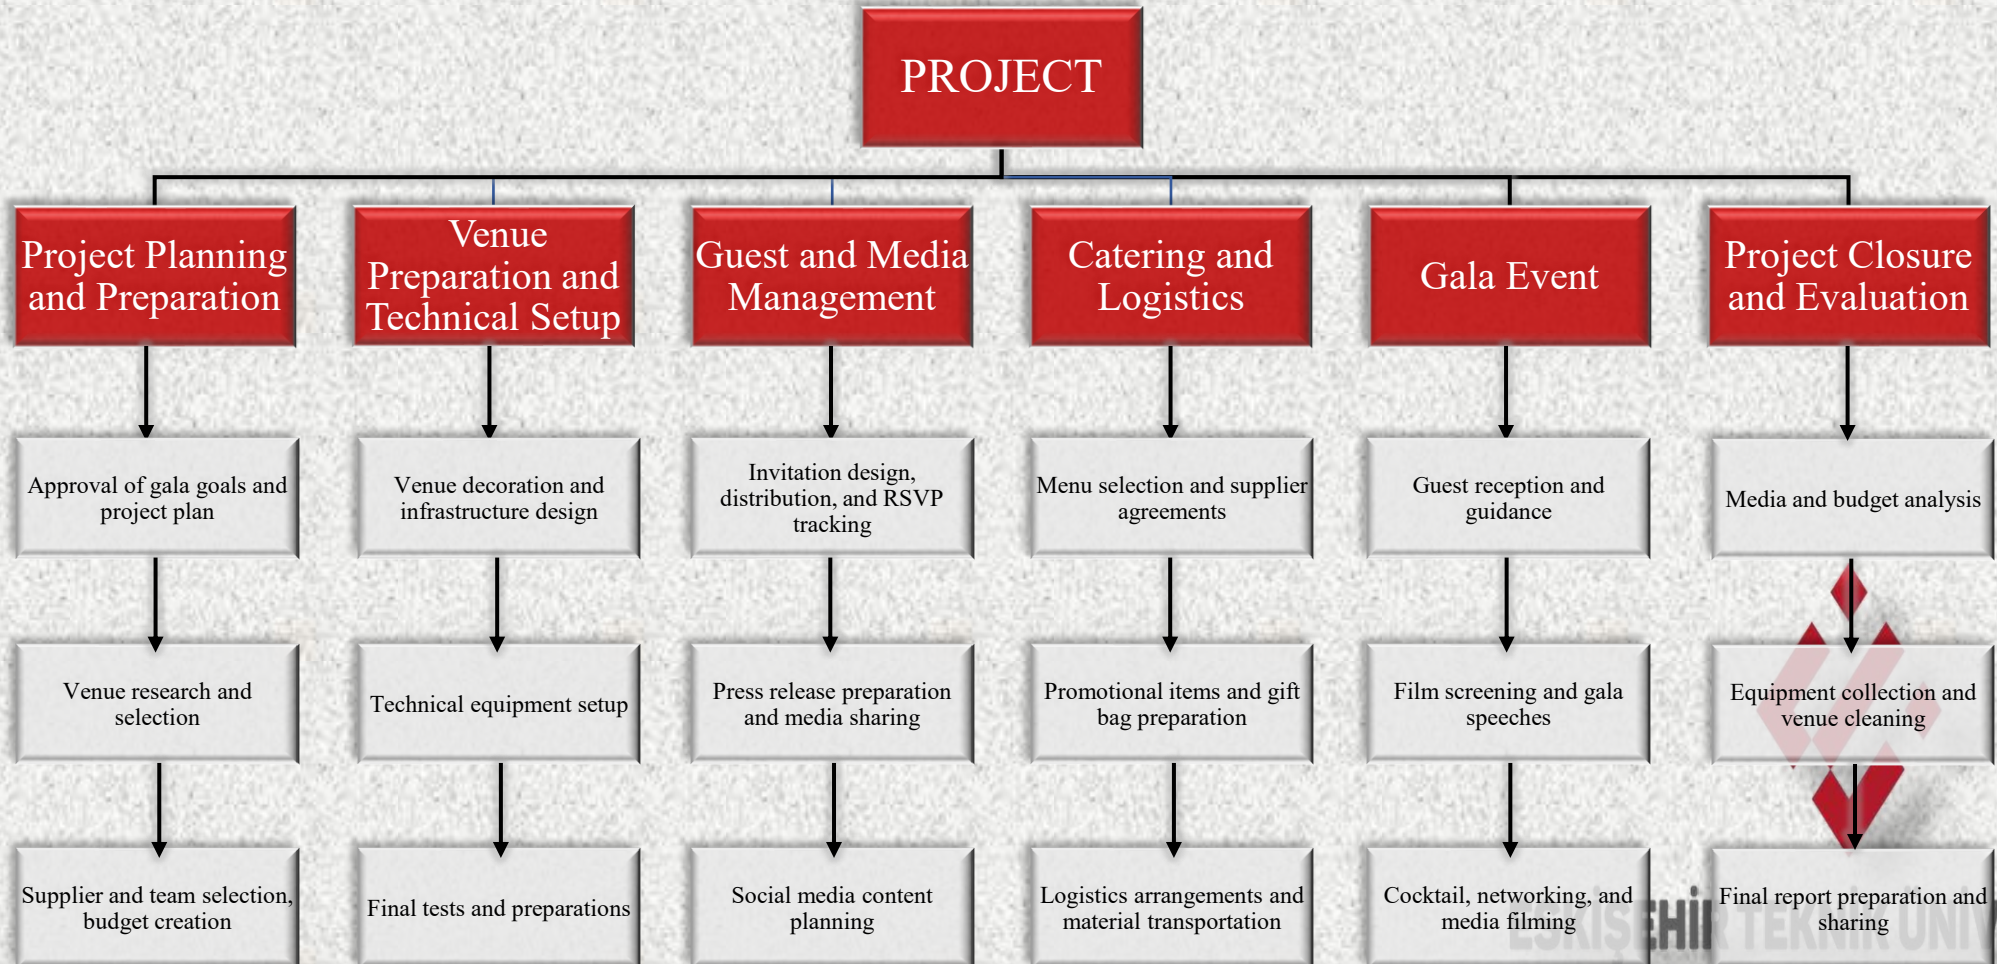 PROJECT
Project Planning
and Preparation
Venue
Preparation and
Technical Setup
Guest and Media
Management
Catering and
Logistics
Gala Event
Project Closure
and Evaluation
Approval of gala goals and
project plan
Venue decoration and
infrastructure design
Invitation design,
distribution, and RSVP
tracking
Menu selection and supplier
agreements
Guest reception and
guidance
Media and budget analysis
Venue research and
selection
Technical equipment setup
Press release preparation
and media sharing
Promotional items and gift
bag preparation
Film screening and gala
speeches
Equipment collection and
venue cleaning
Supplier and team selection,
budget creation
Final tests and preparations
Social media content
planning
Logistics arrangements and
material transportation
Cocktail, networking, and
media filming
Final report preparation and
sharing
ESKİŞEHİR TEKNİK ÜNİV